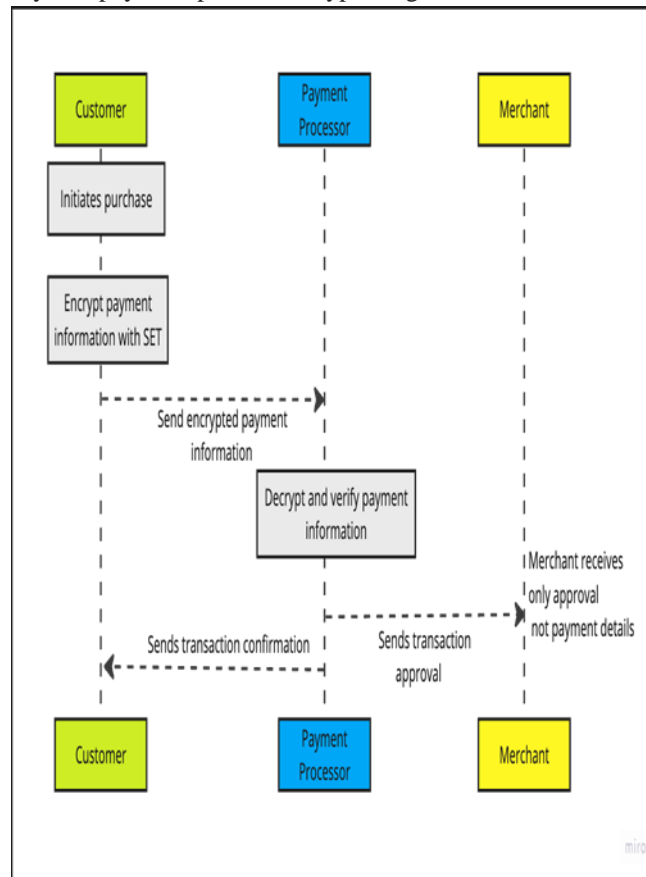 Customer
Payment
Processor
Merchant
Initiates purchase
Encrypt payment
information with SET
Send encrypted payment
information
Decrypt and verify payment
information
Merchant receives
only approval
not payment details
Sends transaction confirmation
Sends transaction
approval
Customer
Payment
Processor
Merchant
miro